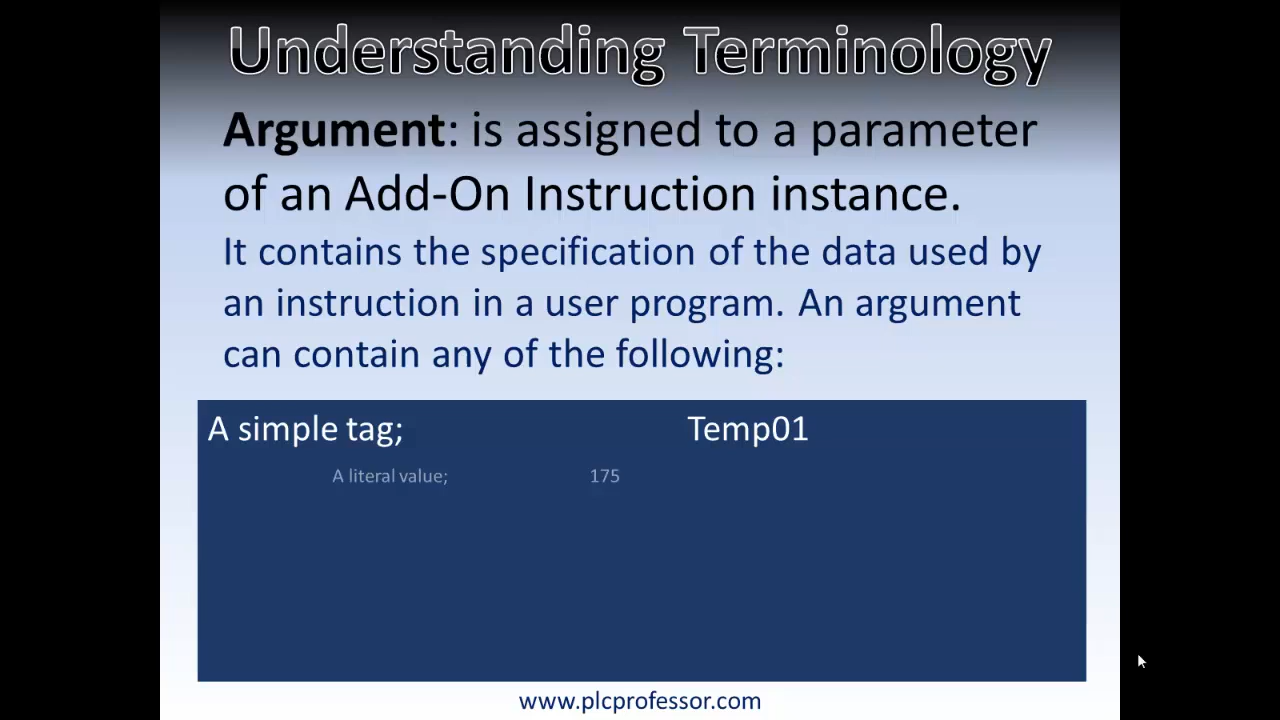 Understanding Terminology
Argument: is assigned to a parameter
of an Add-On Instruction instance.
It contains the specification of the data used by
an instruction in a user program. An argument
can contain any of the following:
A simple tag; Temp01
A literal value; 175
www.plcprofessor.com